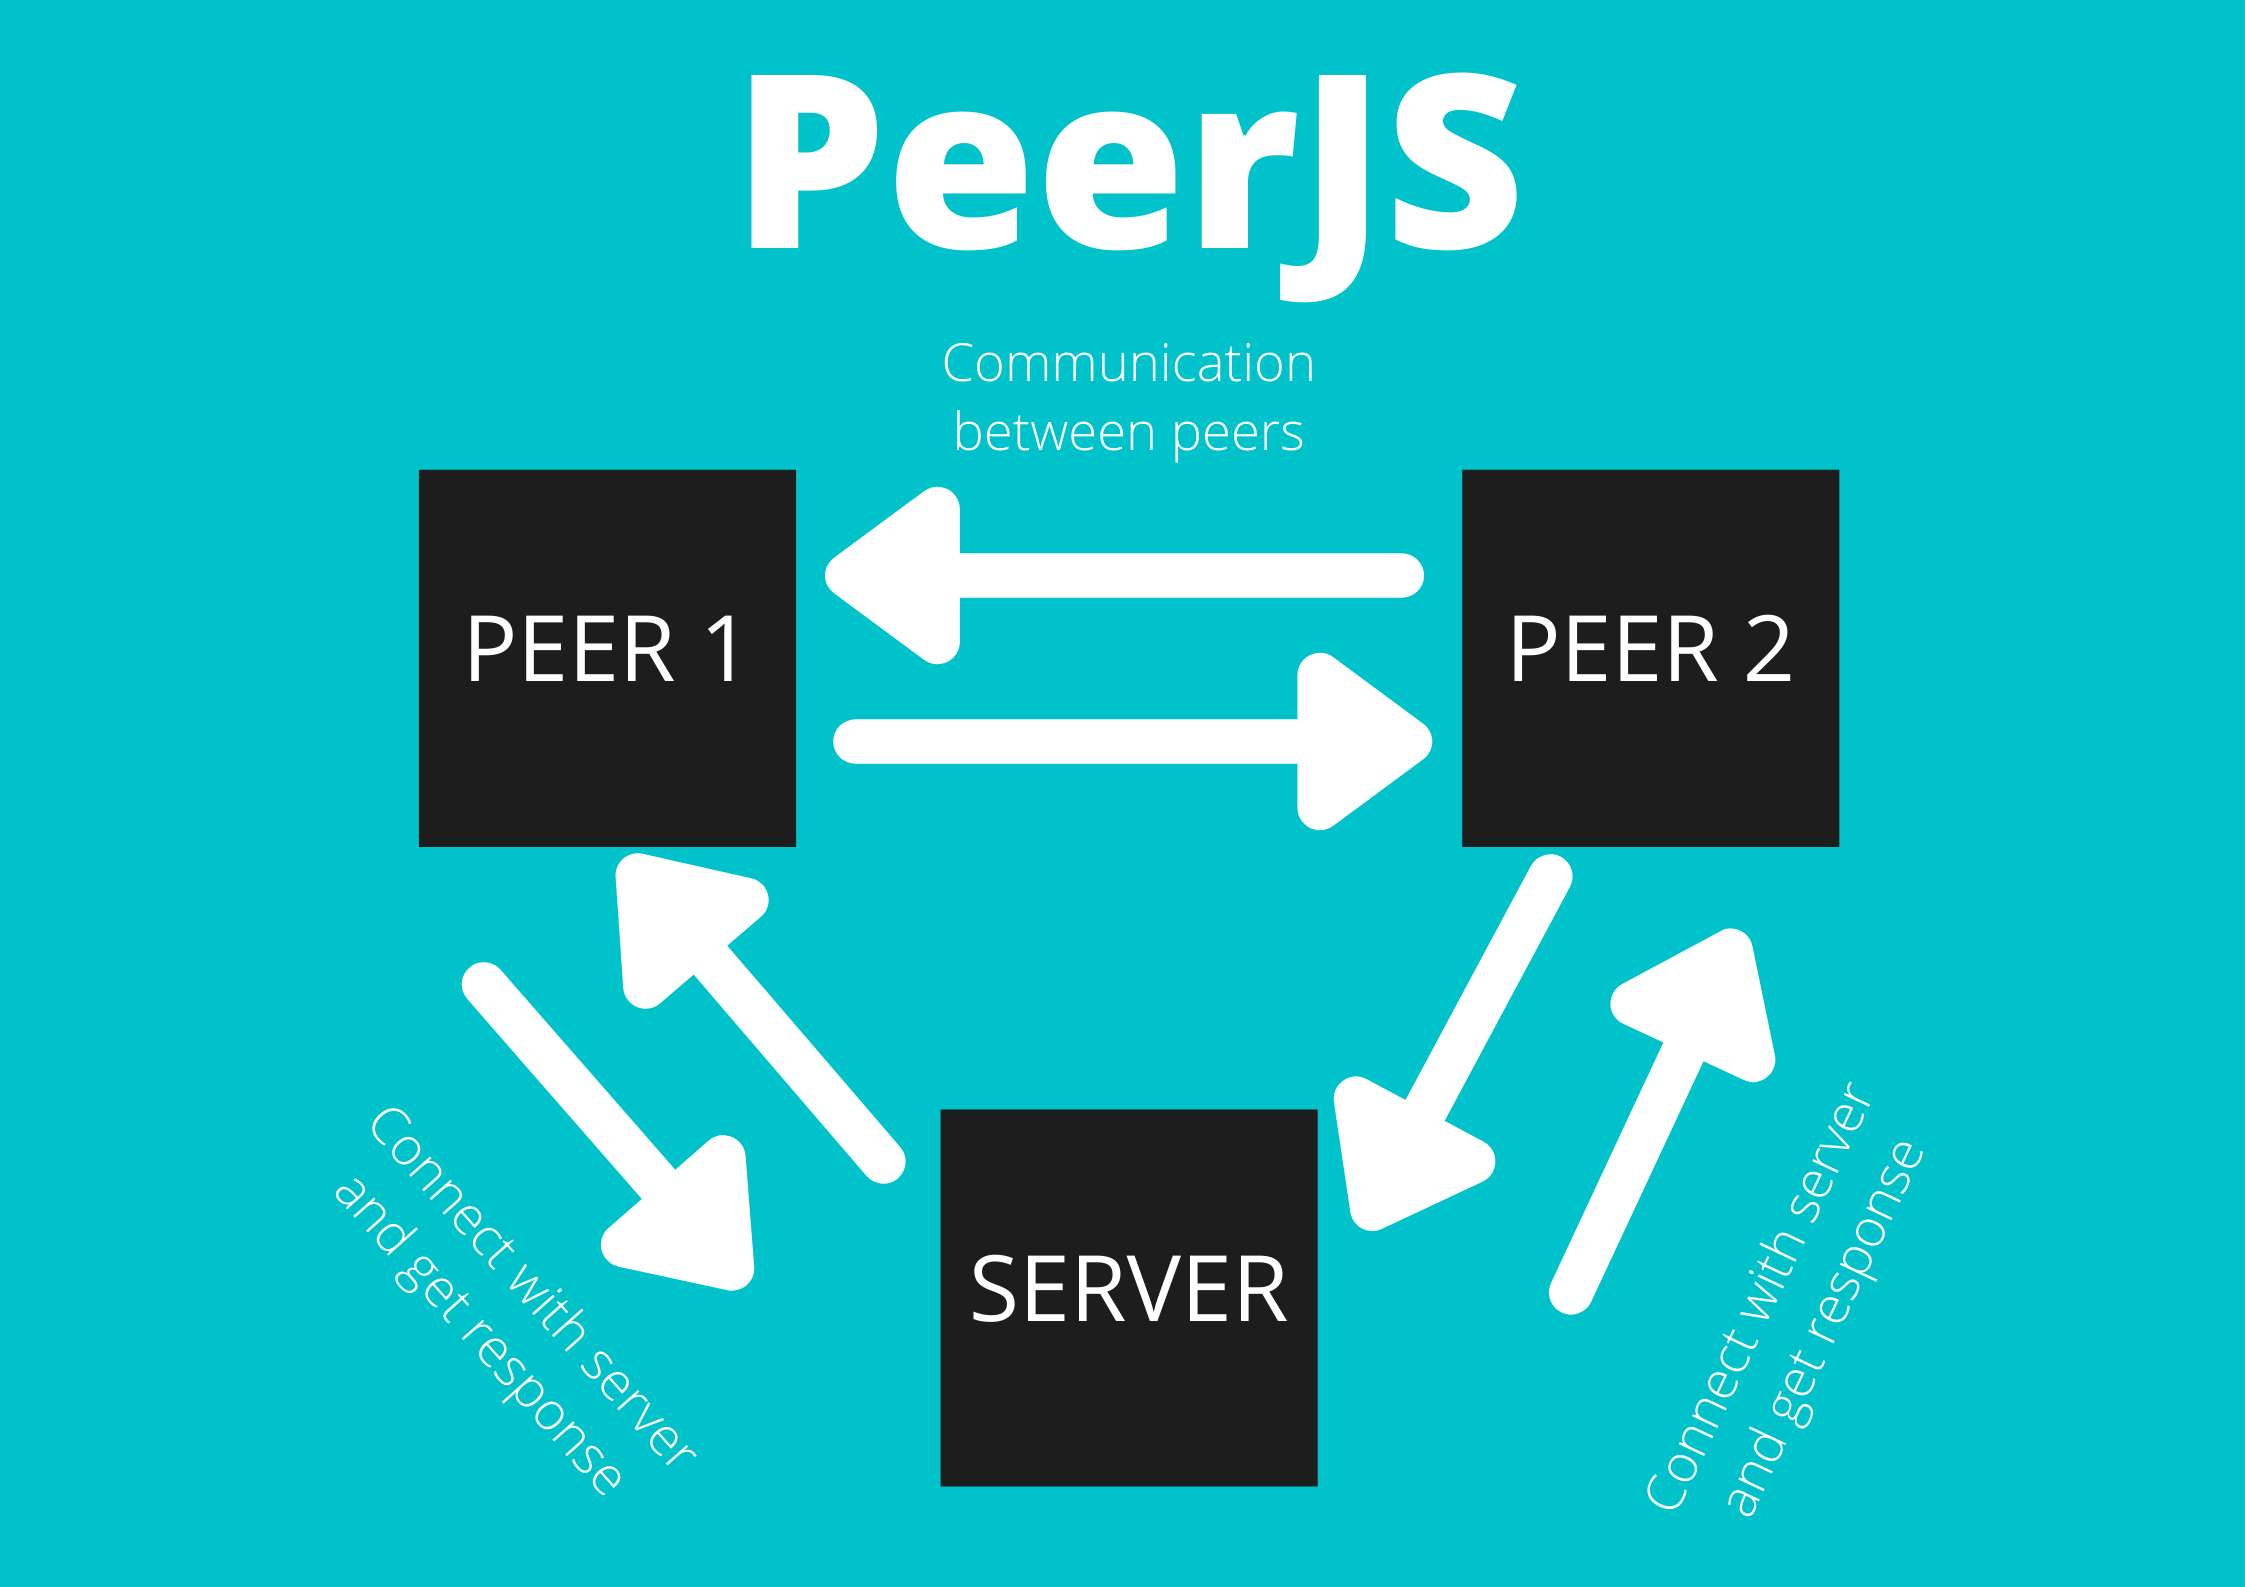 PeerJS
Communication
between peers
PEER 1
PEER 2
SERVER
Connect with server
and get response
Connect with server
and get response